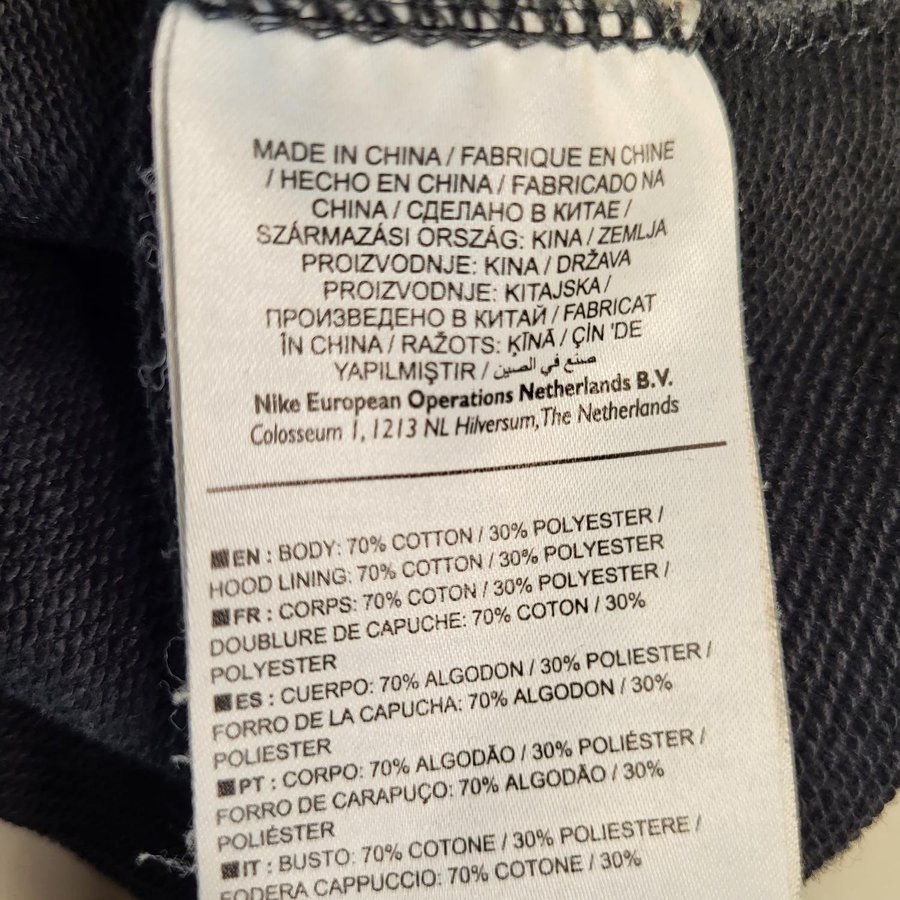 MADE IN CHINA / FABRIQUE EN CHINE
/ HECHO EN CHINA / FABRICADO NA
CHINA / СДЕЛАНО В КИТАЕ /
SZÁRMAZÁSI ORSZÁG: KINA / ZEMLJA
PROIZVODNJE: KINA / DRŽAVA
PROIZVODNJE: KITAJSKA /
ПРОИЗВЕДЕНО В КИТАЙ / FABRICAT
ÎN CHINA / RAŽOTS: ĶĪNĀ / ÇİN 'DE
YAPILMIŞTIR / صنع في الصين
Nike European Operations Netherlands B.V.
Colosseum 1, 1213 NL Hilversum, The Netherlands
EN : BODY: 70% COTTON / 30% POLYESTER /
HOOD LINING: 70% COTTON / 30% POLYESTER
FR : CORPS: 70% COTON / 30% POLYESTER /
DOUBLURE DE CAPUCHE: 70% COTON / 30%
POLYESTER
ES : CUERPO: 70% ALGODON / 30% POLIESTER /
FORRO DE LA CAPUCHA: 70% ALGODON / 30%
POLIESTER
PT : CORPO: 70% ALGODÃO / 30% POLIÉSTER /
FORRO DE CARAPUÇO: 70% ALGODÃO / 30%
POLIÉSTER
IT : BUSTO: 70% COTONE / 30% POLIESTERE /
FODERA CAPPUCCIO: 70% COTONE / 30%